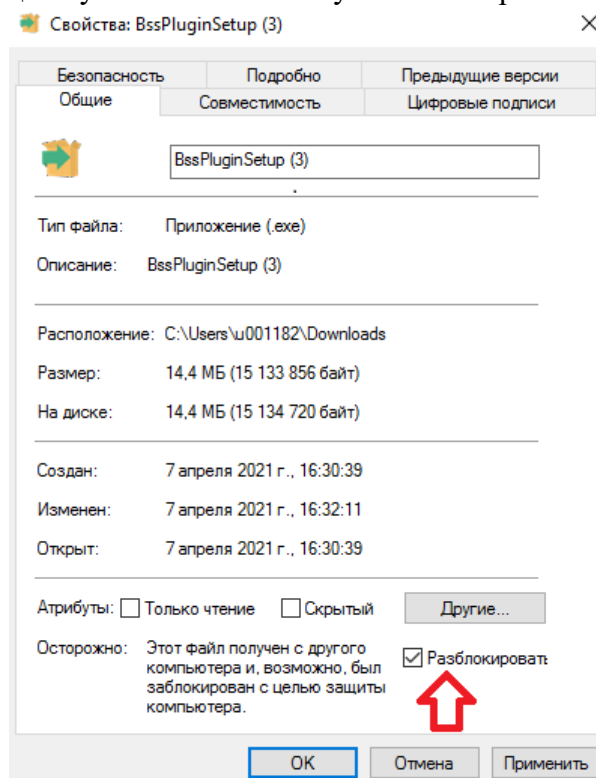 Свойства: BssPluginSetup (3)
Безопасность Подробно Предыдущие версии
Общие Совместимость Цифровые подписи
BssPluginSetup (3)
Тип файла: Приложение (.exe)
Описание: BssPluginSetup (3)
Расположение: C:\Users\u001182\Downloads
Размер: 14,4 МБ (15 133 856 байт)
На диске: 14,4 МБ (15 134 720 байт)
Создан: 7 апреля 2021 г., 16:30:39
Изменен: 7 апреля 2021 г., 16:32:11
Открыт: 7 апреля 2021 г., 16:30:39
Атрибуты: Только чтение Скрытый Другие...
Осторожно: Этот файл получен с другого
компьютера и, возможно, был
заблокирован с целью защиты
компьютера.
Разблокировать
OK Отмена Применить